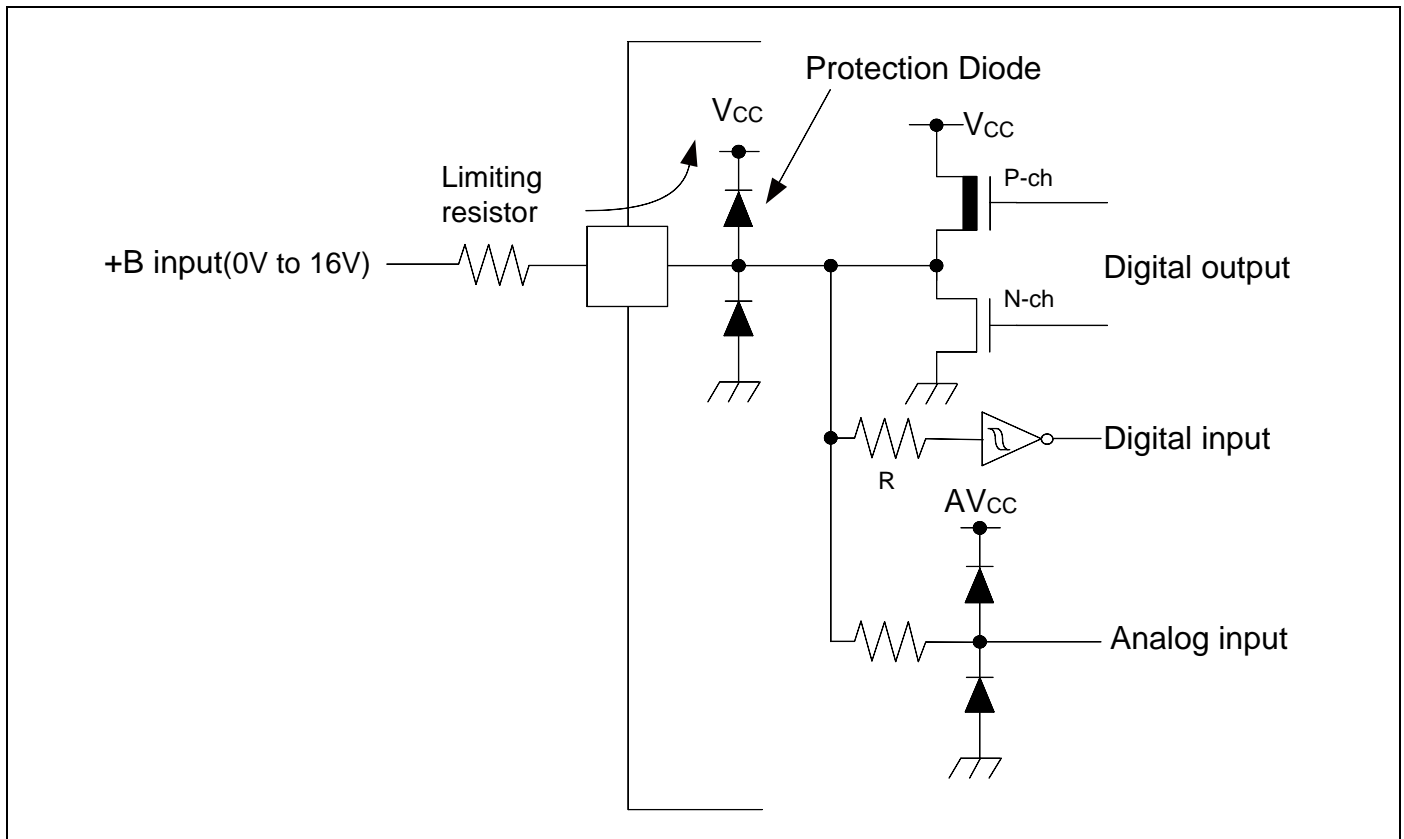 Protection Diode
VCC
VCC
P-ch
Limiting
resistor
+B input(0V to 16V)
Digital output
N-ch
Digital input
R
AVCC
Analog input